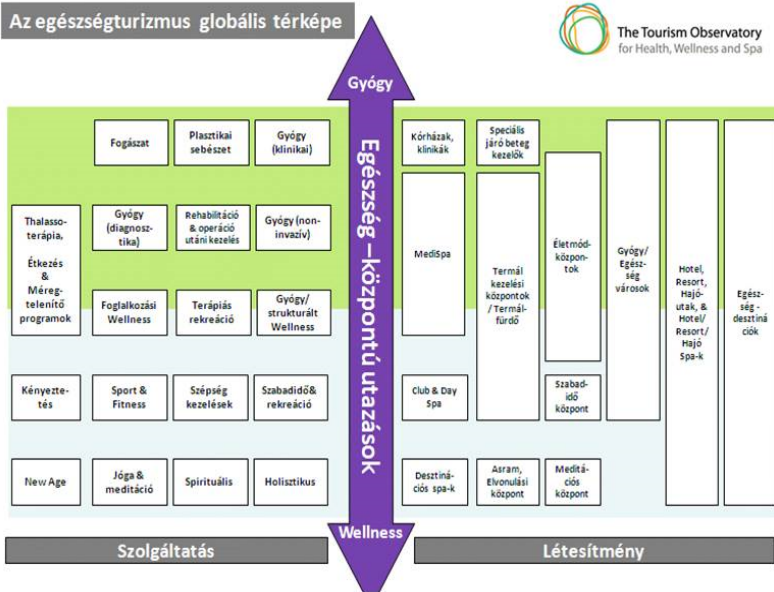 Az egészségturizmus globális térképe
The Tourism Observatory
for Health, Wellness and Spa
Gyógy
Egészség –központú utazások
Wellness
Fogászat
Plasztikai
sebészet
Gyógy
(klinikai)
Thalasso-
terápia,
Étkezés
&
Méreg-
telenítő
programok
Gyógy
(diagnosz-
tika)
Rehabilitáció
& operáció
utáni kezelés
Gyógy (non-
invazív)
Foglalkozási
Wellness
Terápiás
rekreáció
Gyógy/
strukturált
Wellness
Kényezte-
tés
Sport &
Fitness
Szépség
kezelések
Szabadidő&
rekreáció
New Age
Jóga &
meditáció
Spirituális
Holisztikus
Szolgáltatás
Kórházak,
klinikák
Speciális
járó beteg
kezelők
MediSpa
Termál
kezelési
központok
/ Termál-
fürdő
Életmód-
közpon-
tok
Gyógy/
Egész-
ség
városok
Hotel,
Resort,
Hajó-
utak, &
Hotel/
Resort/
Hajó
Spa-k
Egész-
ség -
desztiná
ciók
Club & Day
Spa
Szabad-
idő
központ
Desztiná-
ciós spa-k
Asram,
Elvonulási
központ
Meditá-
ciós
központ
Létesítmény